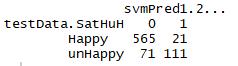 svmPred1.2...
testData.SatHuH 0 1
Happy 565 21
unHappy 71 111